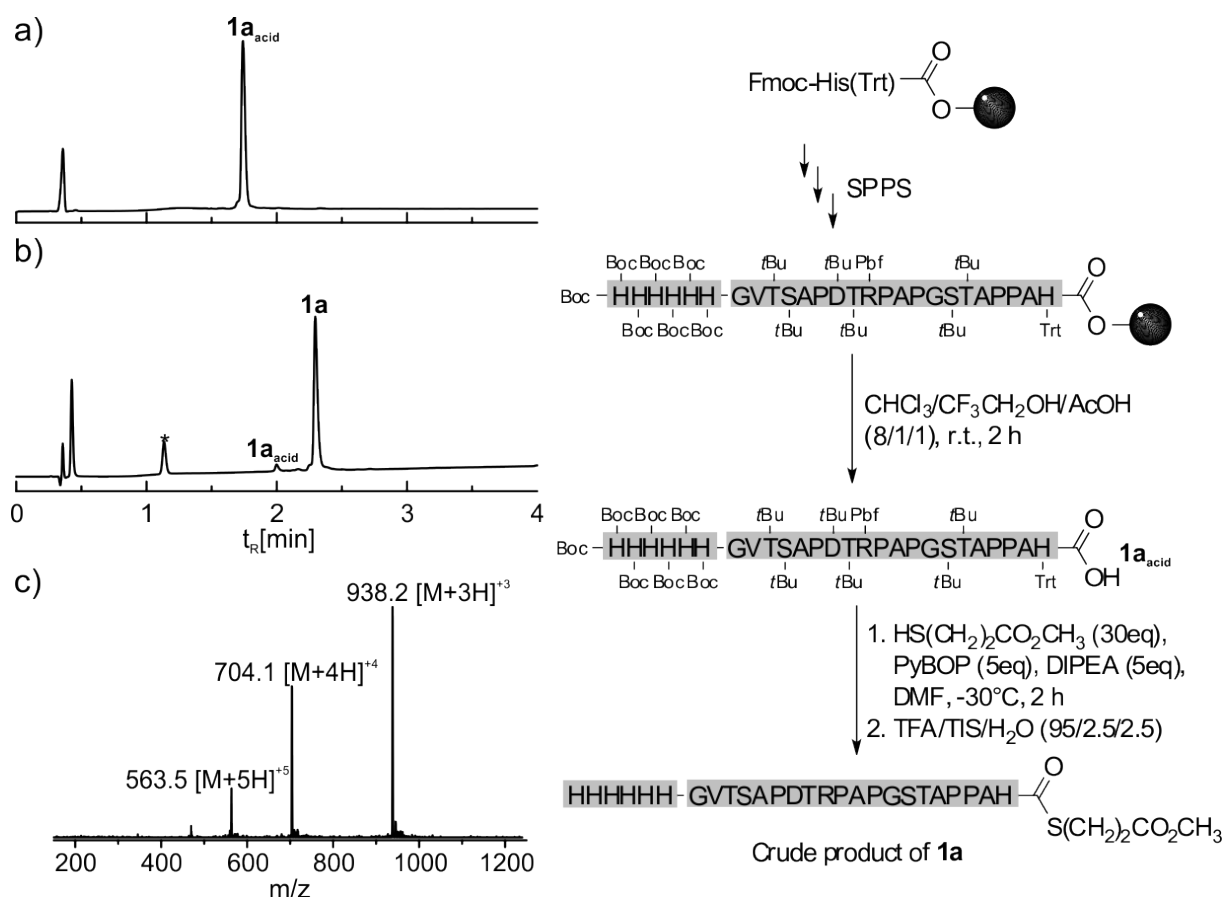 a)
1a_acid
0 1 2 3 4
b)
1a
*
1a_acid
0 1 2 3 4
t_R[min]
c)
938.2 [M+3H]^+3
704.1 [M+4H]^+4
563.5 [M+5H]^+5
200 400 600 800 1000
m/z
Fmoc-His(Trt)
O
O
SPPS
Boc Boc Boc tBu tBu Pbf tBu
Boc HHHHHH GVTSAPDTRPAPGSTAPPAH O
Boc Boc Boc tBu tBu tBu Trt O
CHCl3/CF3CH2OH/AcOH
(8/1/1), r.t., 2 h
Boc Boc Boc tBu tBu Pbf tBu
Boc HHHHHH GVTSAPDTRPAPGSTAPPAH O 1a_acid
Boc Boc Boc tBu tBu tBu Trt OH
1. HS(CH2)2CO2CH3 (30eq),
PyBOP (5eq), DIPEA (5eq),
DMF, -30°C, 2 h
2. TFA/TIS/H2O (95/2.5/2.5)
HHHHHH GVTSAPDTRPAPGSTAPPAH O
S(CH2)2CO2CH3
Crude product of 1a